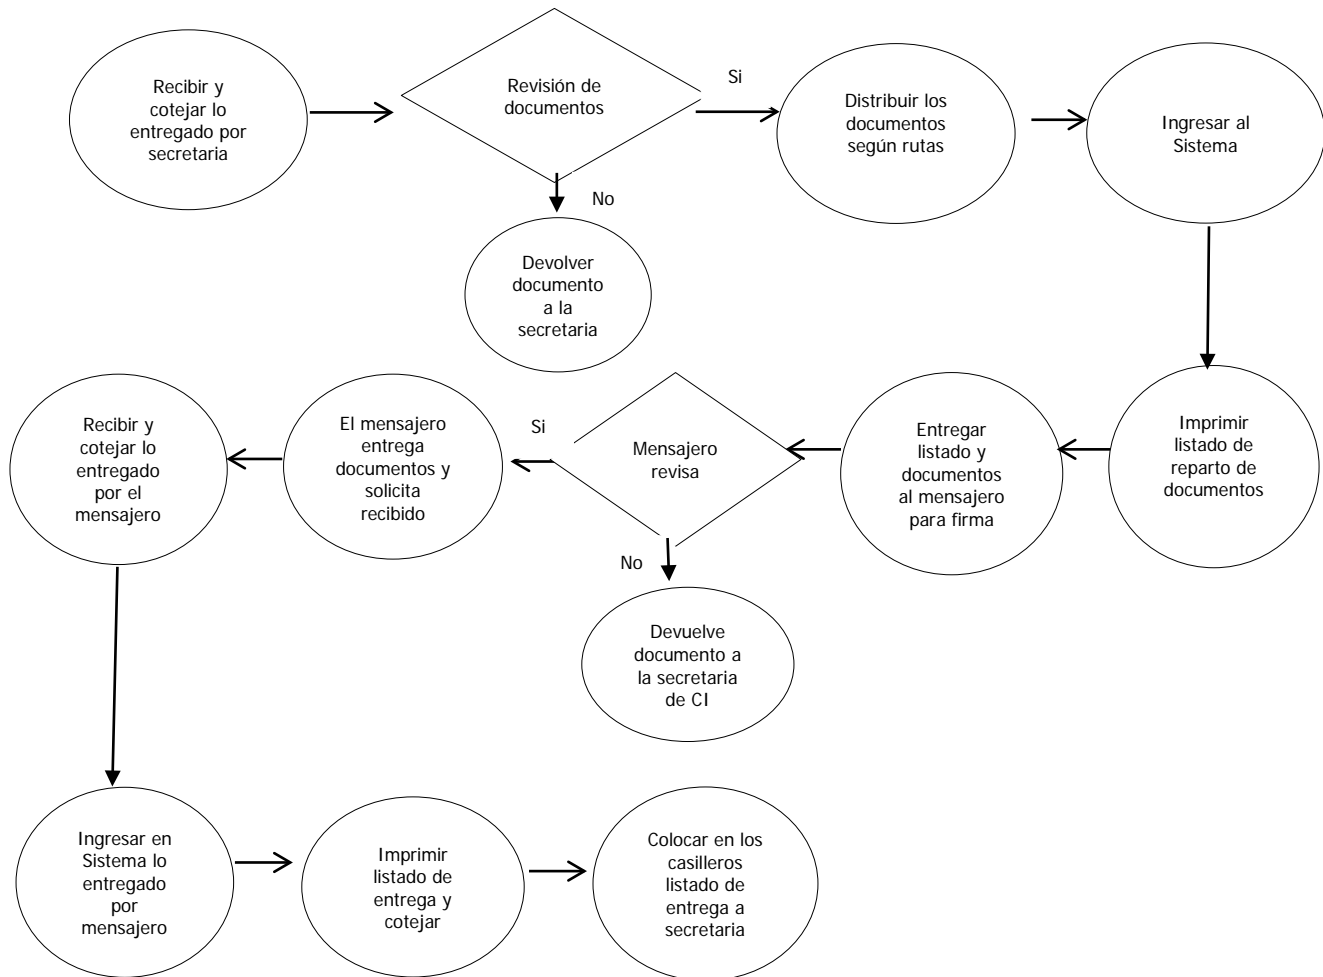 Recibir y
cotejar lo
entregado por
secretaria
Revisión de
documentos
Si
No
Distribuir los
documentos
según rutas
Ingresar al
Sistema
Devolver
documento
a la
secretaria
Imprimir
listado de
reparto de
documentos
Entregar
listado y
documentos
al mensajero
para firma
Mensajero
revisa
Si
No
El mensajero
entrega
documentos y
solicita
recibido
Recibir y
cotejar lo
entregado
por el
mensajero
Devuelve
documento a
la secretaria
de CI
Ingresar en
Sistema lo
entregado
por
mensajero
Imprimir
listado de
entrega y
cotejar
Colocar en los
casilleros
listado de
entrega a
secretaria